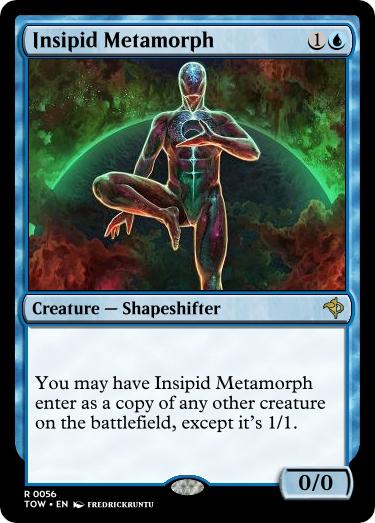 Insipid Metamorph 1
Creature — Shapeshifter
You may have Insipid Metamorph
enter as a copy of any other creature
on the battlefield, except it's 1/1.
0/0
R 0056
TOW • EN FREDRICKRUNTU